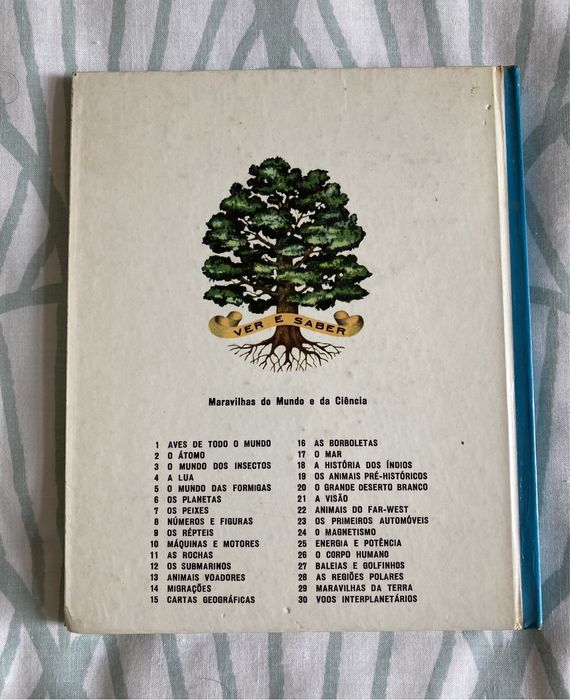 VER E SABER
Maravilhas do Mundo e da Ciência
1 AVES DE TODO O MUNDO
2 O ÁTOMO
3 O MUNDO DOS INSECTOS
4 A LUA
5 O MUNDO DAS FORMIGAS
6 OS PLANETAS
7 OS PEIXES
8 NÚMEROS E FIGURAS
9 OS RÉPTEIS
10 MÁQUINAS E MOTORES
11 AS ROCHAS
12 OS SUBMARINOS
13 ANIMAIS VOADORES
14 MIGRAÇÕES
15 CARTAS GEOGRÁFICAS
16 AS BORBOLETAS
17 O MAR
18 A HISTÓRIA DOS ÍNDIOS
19 OS ANIMAIS PRÉ-HISTÓRICOS
20 O GRANDE DESERTO BRANCO
21 A VISÃO
22 ANIMAIS DO FAR-WEST
23 OS PRIMEIROS AUTOMÓVEIS
24 O MAGNETISMO
25 ENERGIA E POTÊNCIA
26 O CORPO HUMANO
27 BALEIAS E GOLFINHOS
28 AS REGIÕES POLARES
29 MARAVILHAS DA TERRA
30 VOOS INTERPLANETÁRIOS